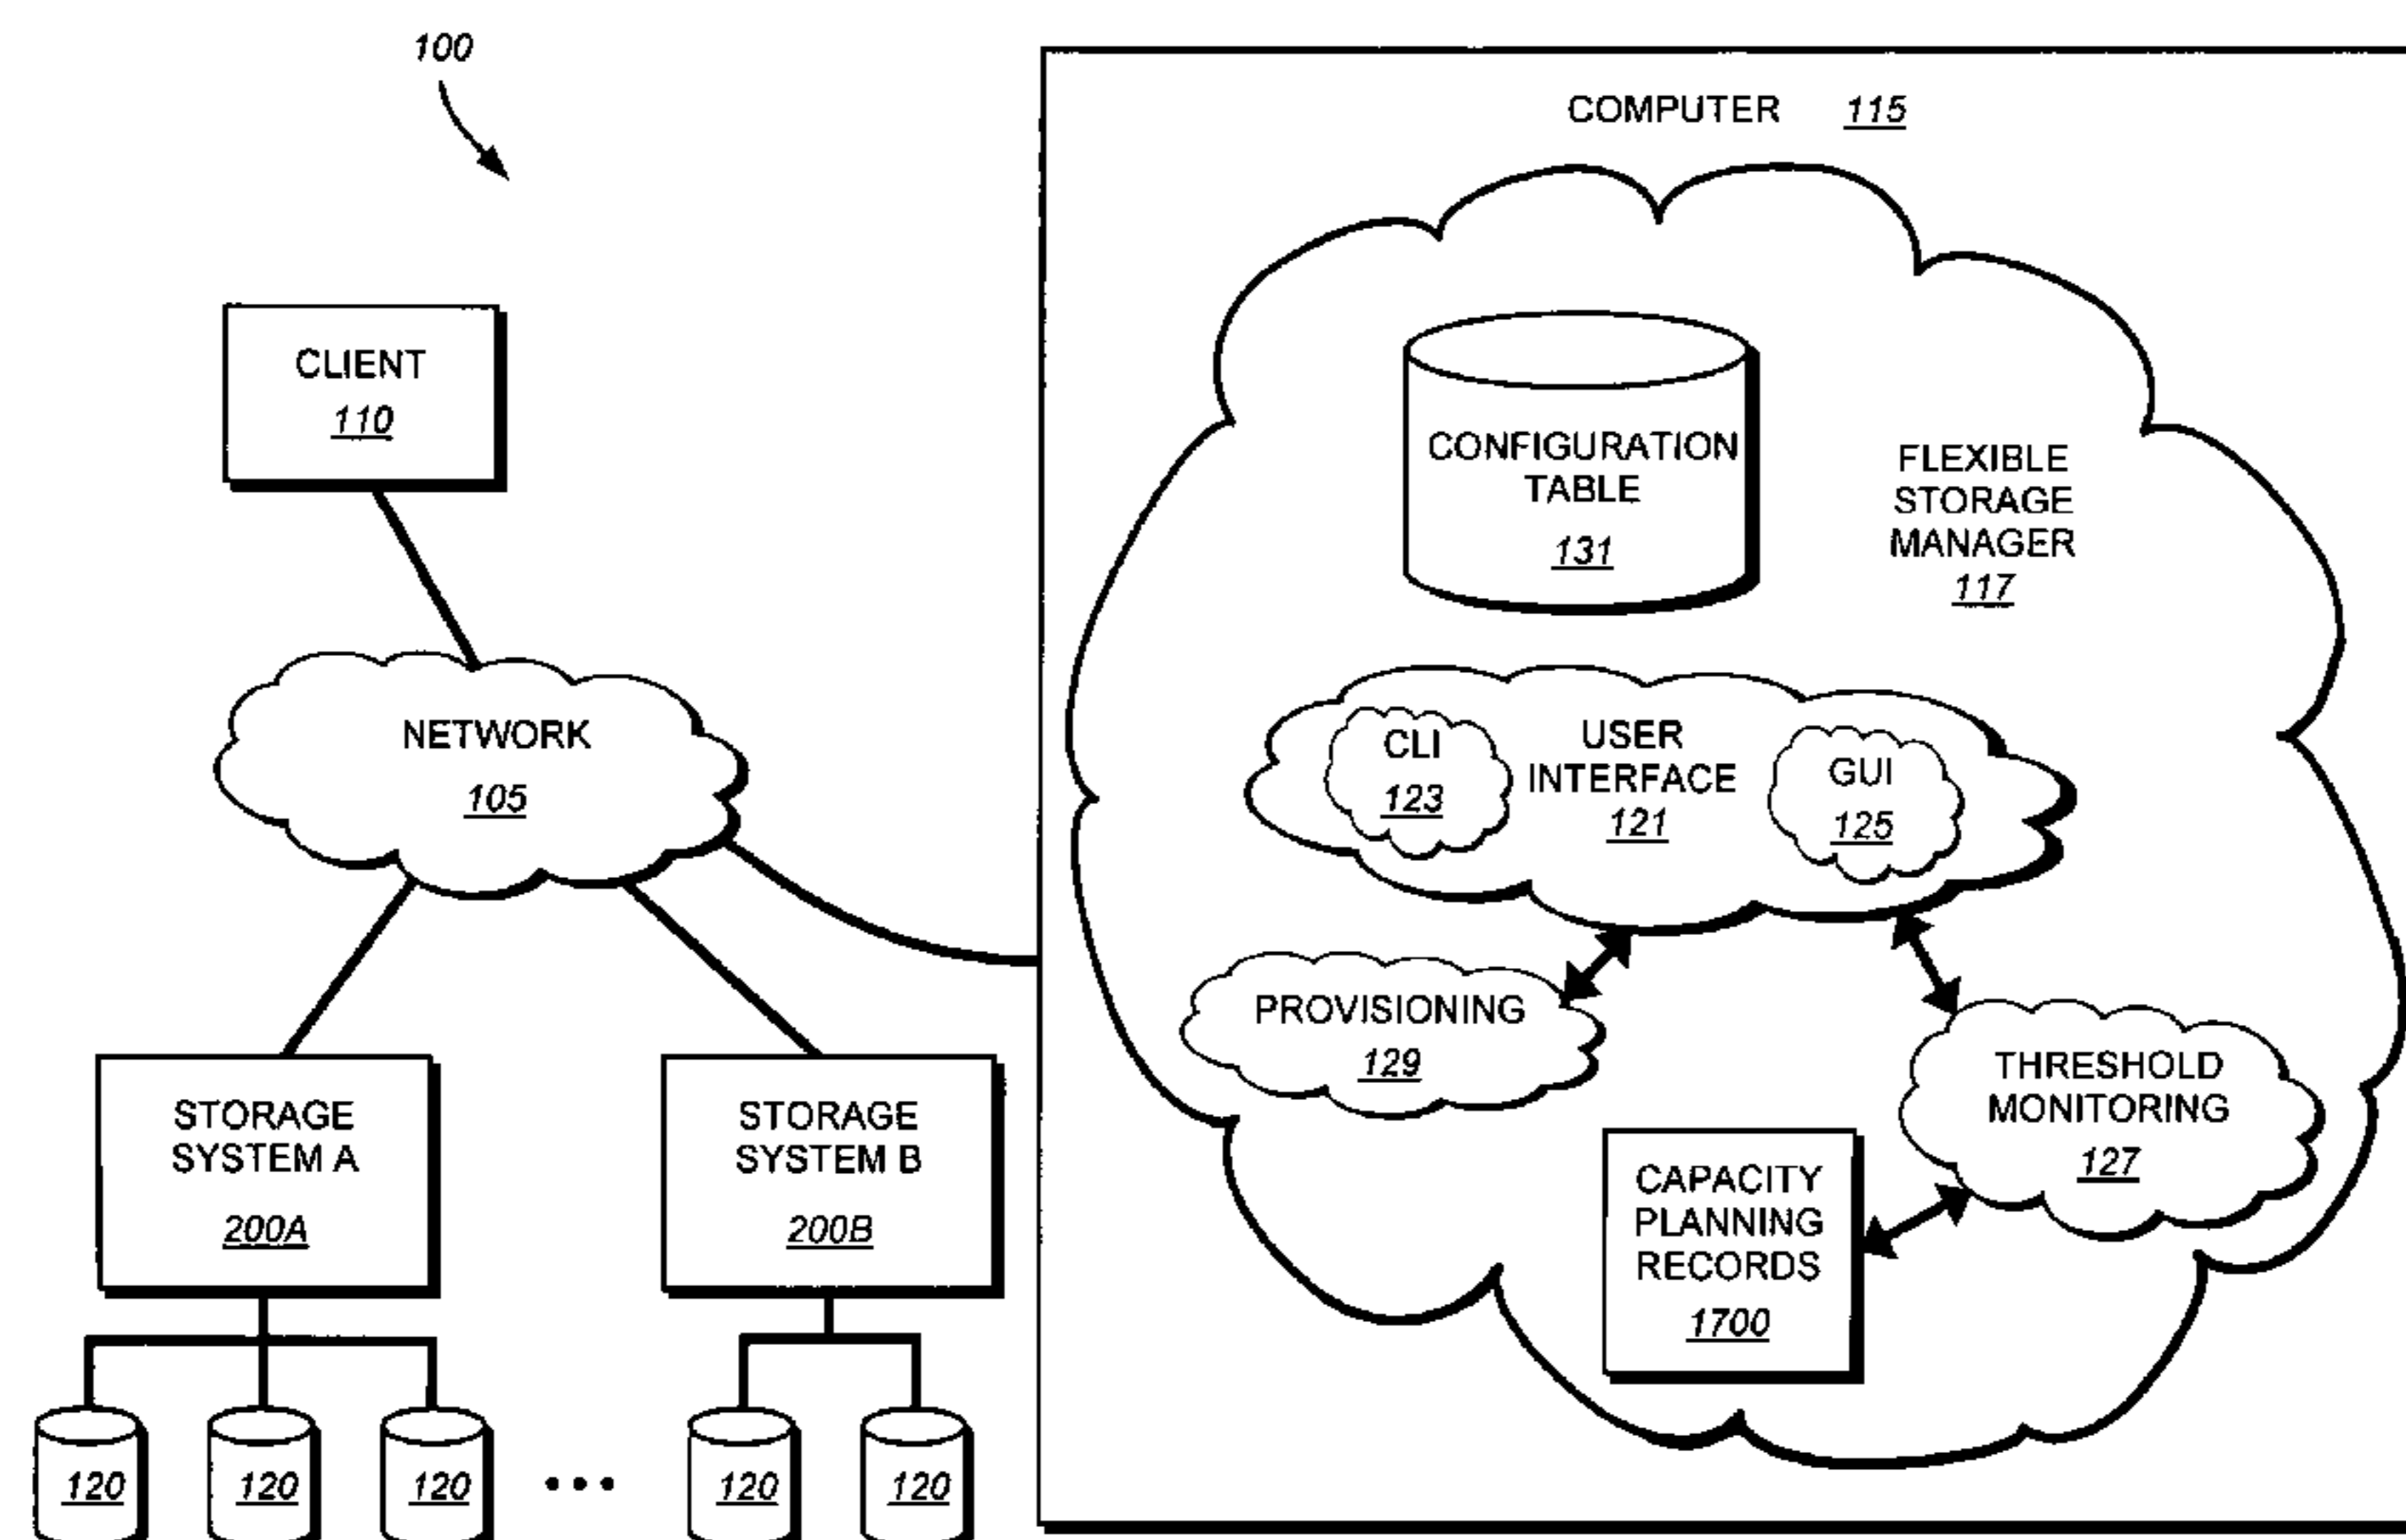 100
COMPUTER 115
CLIENT
110
CONFIGURATION
TABLE
131
FLEXIBLE
STORAGE
MANAGER
117
NETWORK
105
CLI
123
USER
INTERFACE
121
GUI
125
PROVISIONING
129
THRESHOLD
MONITORING
127
STORAGE
SYSTEM A
200A
STORAGE
SYSTEM B
200B
CAPACITY
PLANNING
RECORDS
1700
120
120
120
• • •
120
120